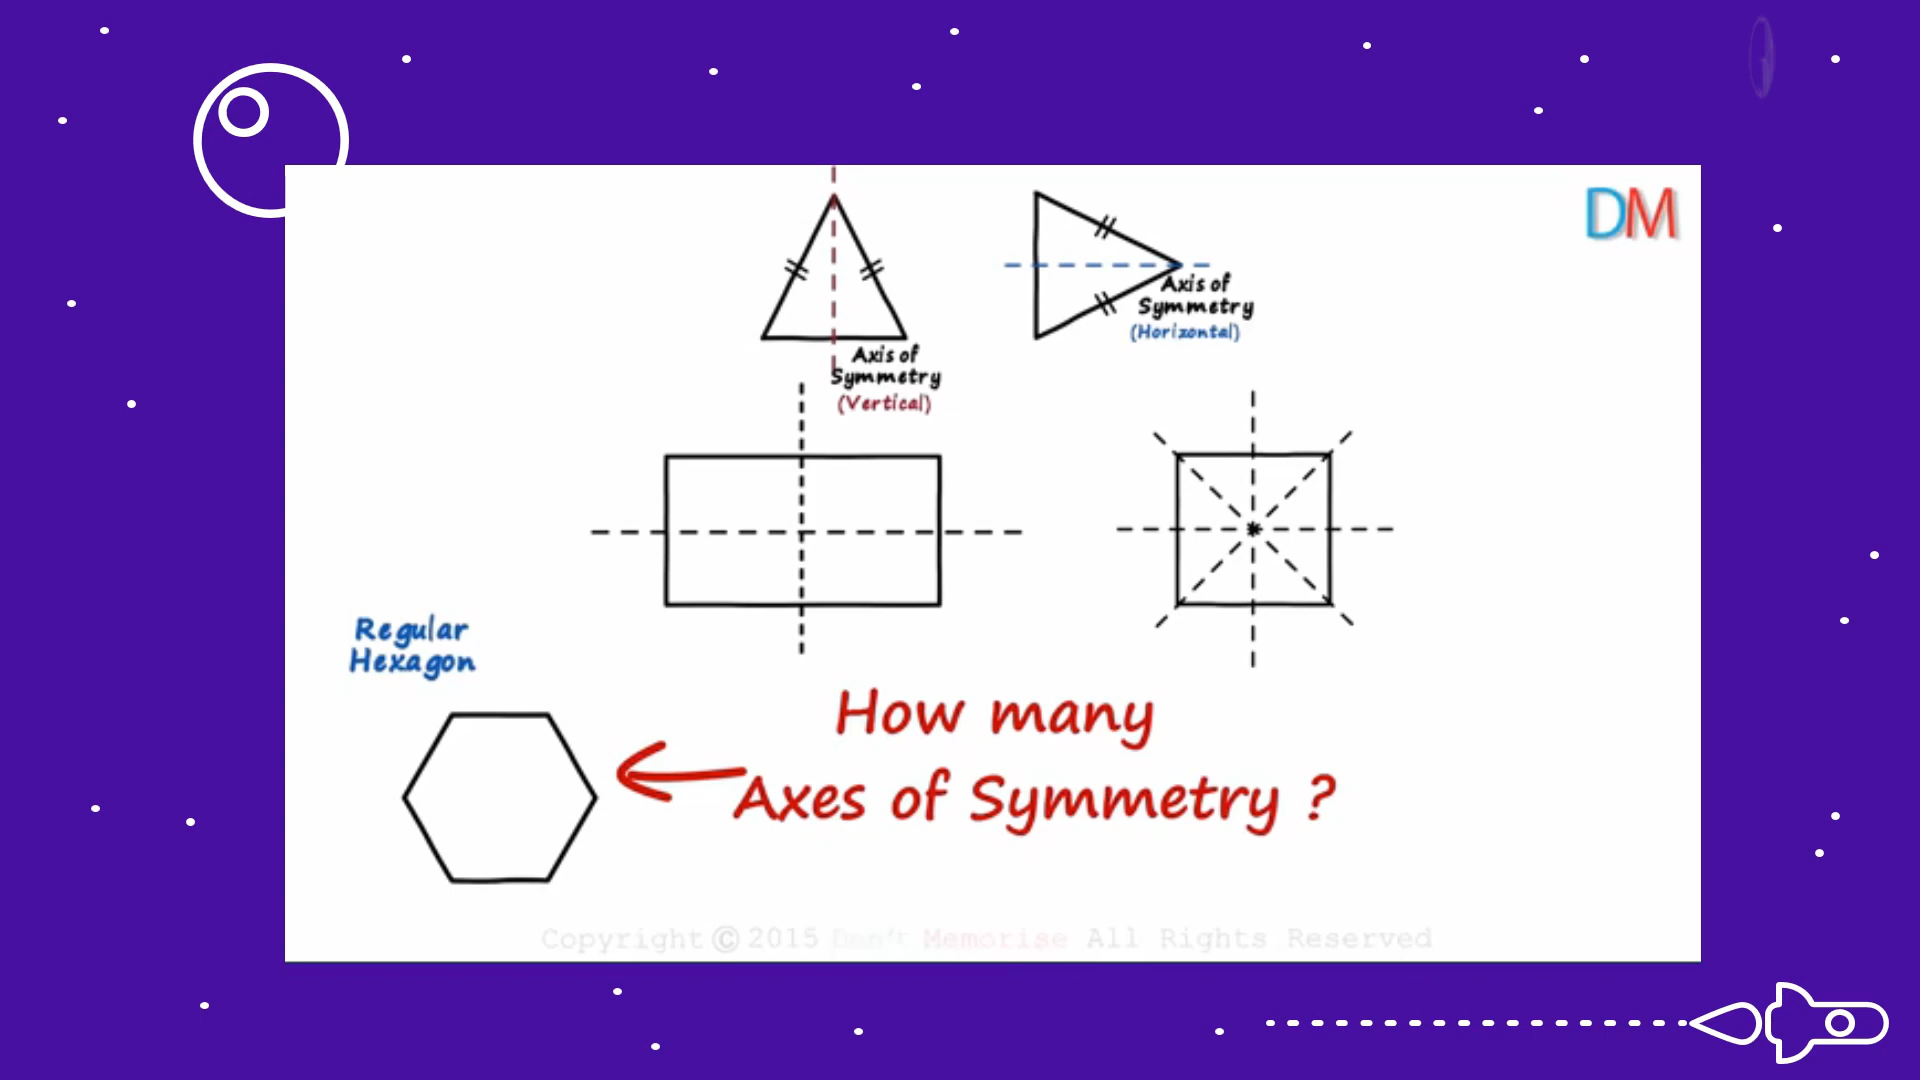 DM
Axis of
Symmetry
(Horizontal)
Axis of
Symmetry
(Vertical)
Regular
Hexagon
How many
Axes of Symmetry ?
Copyright © 2015 Don't Memorise All Rights Reserved